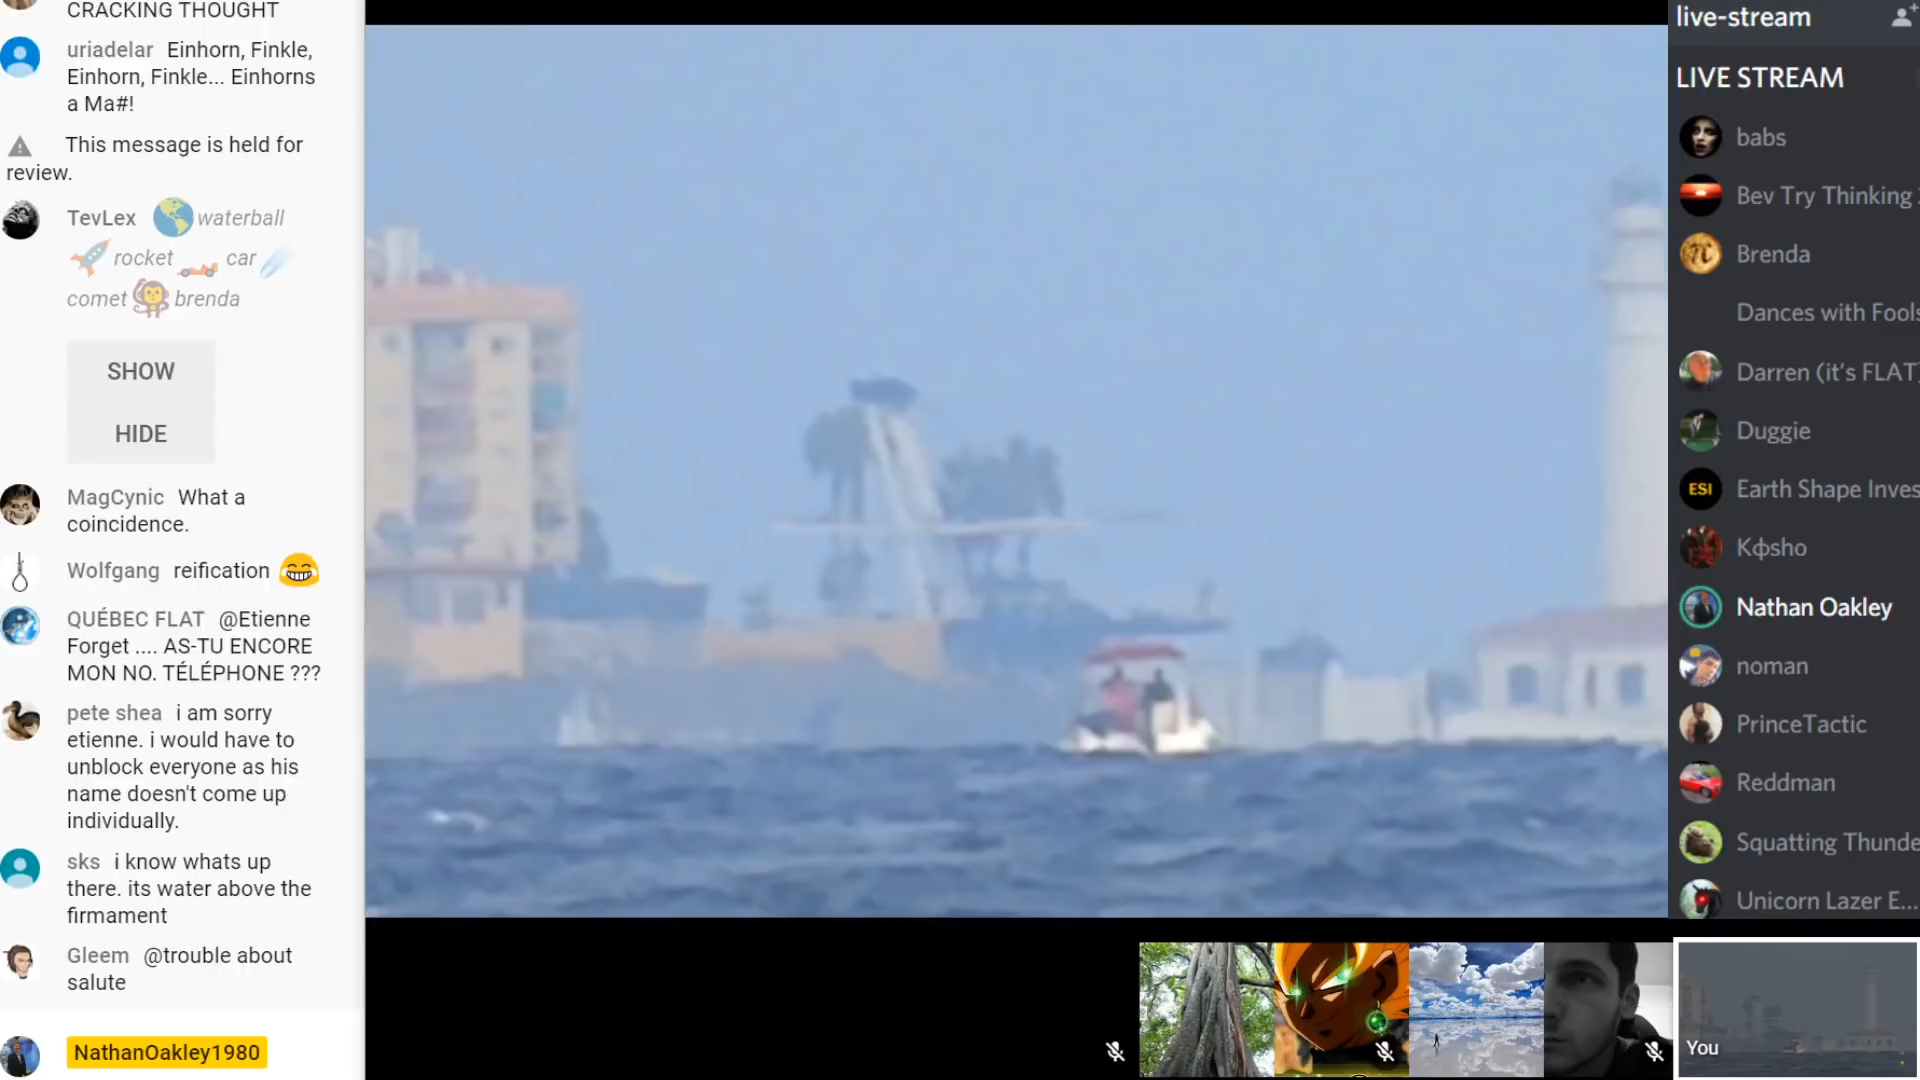 CRACKING THOUGHT
uriadelar Einhorn, Finkle,
Einhorn, Finkle... Einhorns
a Ma#!
This message is held for
review.
TevLex waterball
rocket car
comet brenda
SHOW
HIDE
MagCynic What a
coincidence.
Wolfgang reification
QUÉBEC FLAT @Etienne
Forget .... AS-TU ENCORE
MON NO. TÉLÉPHONE ???
pete shea i am sorry
etienne. i would have to
unblock everyone as his
name doesn't come up
individually.
sks i know whats up
there. its water above the
firmament
Gleem @trouble about
salute
NathanOakley1980
live-stream
LIVE STREAM
babs
Bev Try Thinking
Brenda
Dances with Fools
Darren (it's FLAT)
Duggie
ESI Earth Shape Inves
Kфsho
Nathan Oakley
noman
PrinceTactic
Reddman
Squatting Thunde
Unicorn Lazer E...
You